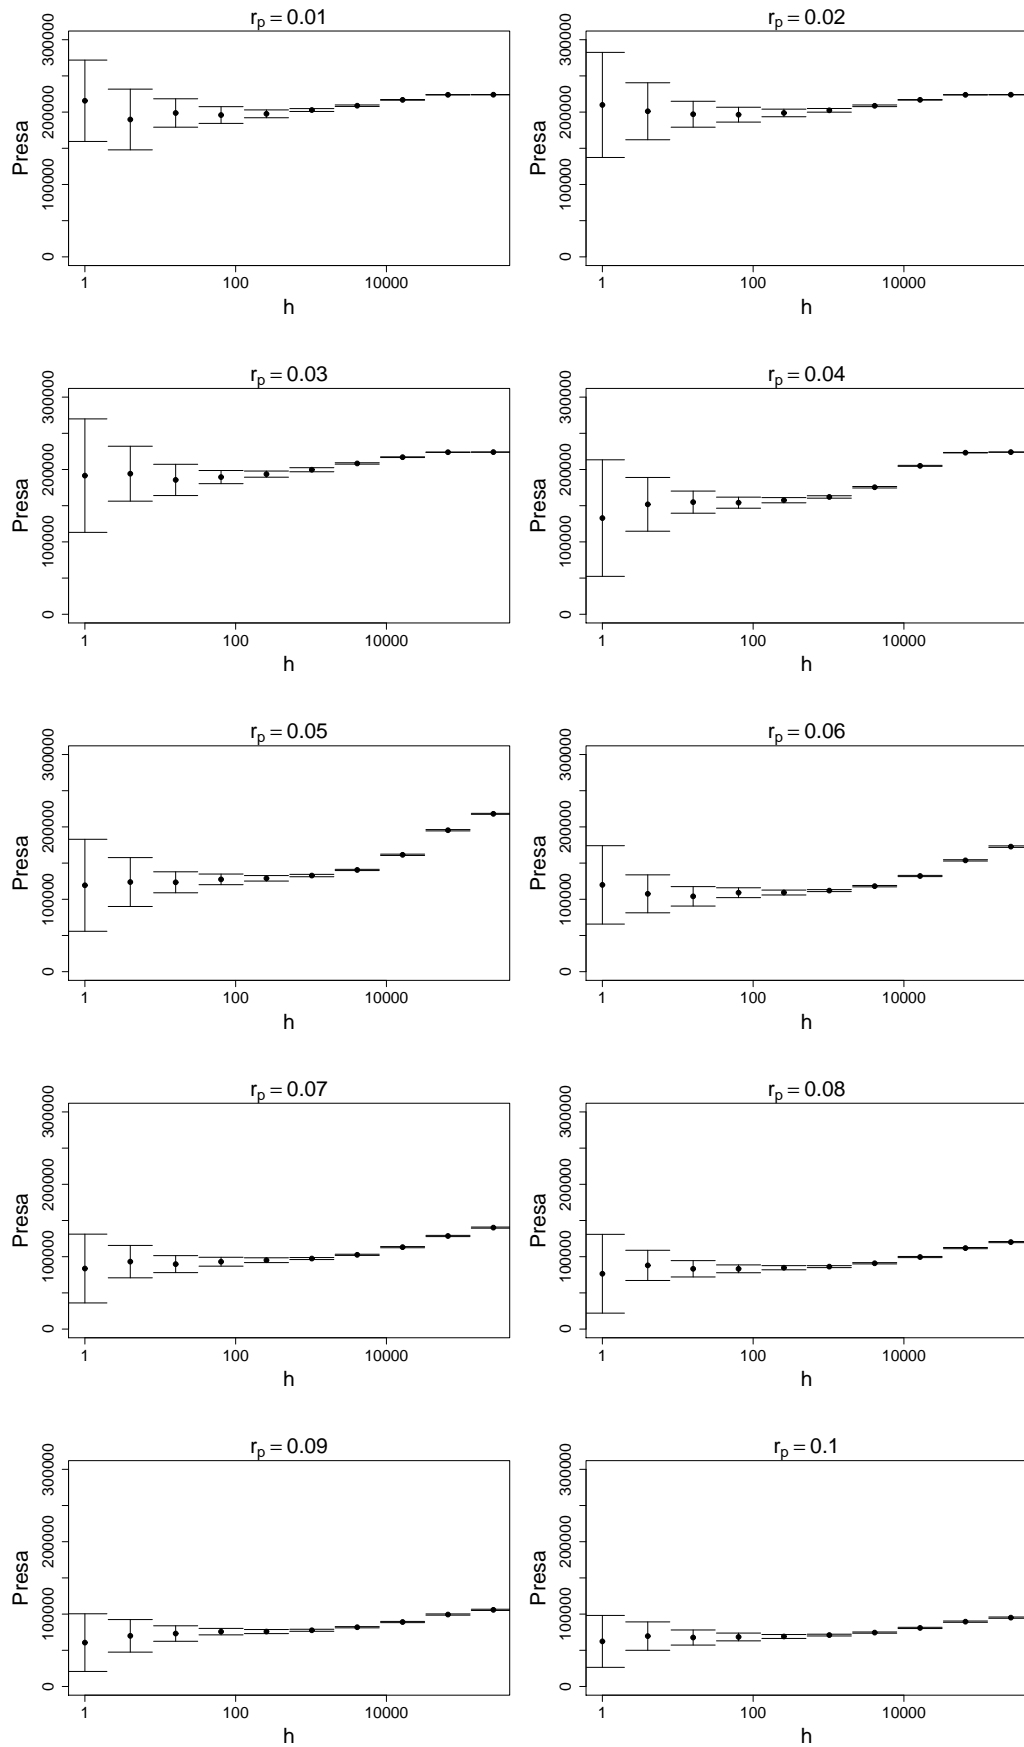 r_p = 0.01
Presa
0 100000 200000 300000
1 100 10000
h
r_p = 0.02
Presa
0 100000 200000 300000
1 100 10000
h
r_p = 0.03
Presa
0 100000 200000 300000
1 100 10000
h
r_p = 0.04
Presa
0 100000 200000 300000
1 100 10000
h
r_p = 0.05
Presa
0 100000 200000 300000
1 100 10000
h
r_p = 0.06
Presa
0 100000 200000 300000
1 100 10000
h
r_p = 0.07
Presa
0 100000 200000 300000
1 100 10000
h
r_p = 0.08
Presa
0 100000 200000 300000
1 100 10000
h
r_p = 0.09
Presa
0 100000 200000 300000
1 100 10000
h
r_p = 0.1
Presa
0 100000 200000 300000
1 100 10000
h